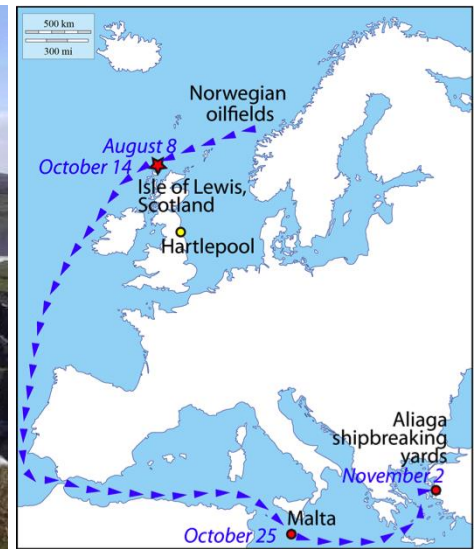 500 km
300 mi
Norwegian
oilfields
August 8
October 14
Isle of Lewis,
Scotland
Hartlepool
Aliaga
shipbreaking
yards
November 2
Malta
October 25